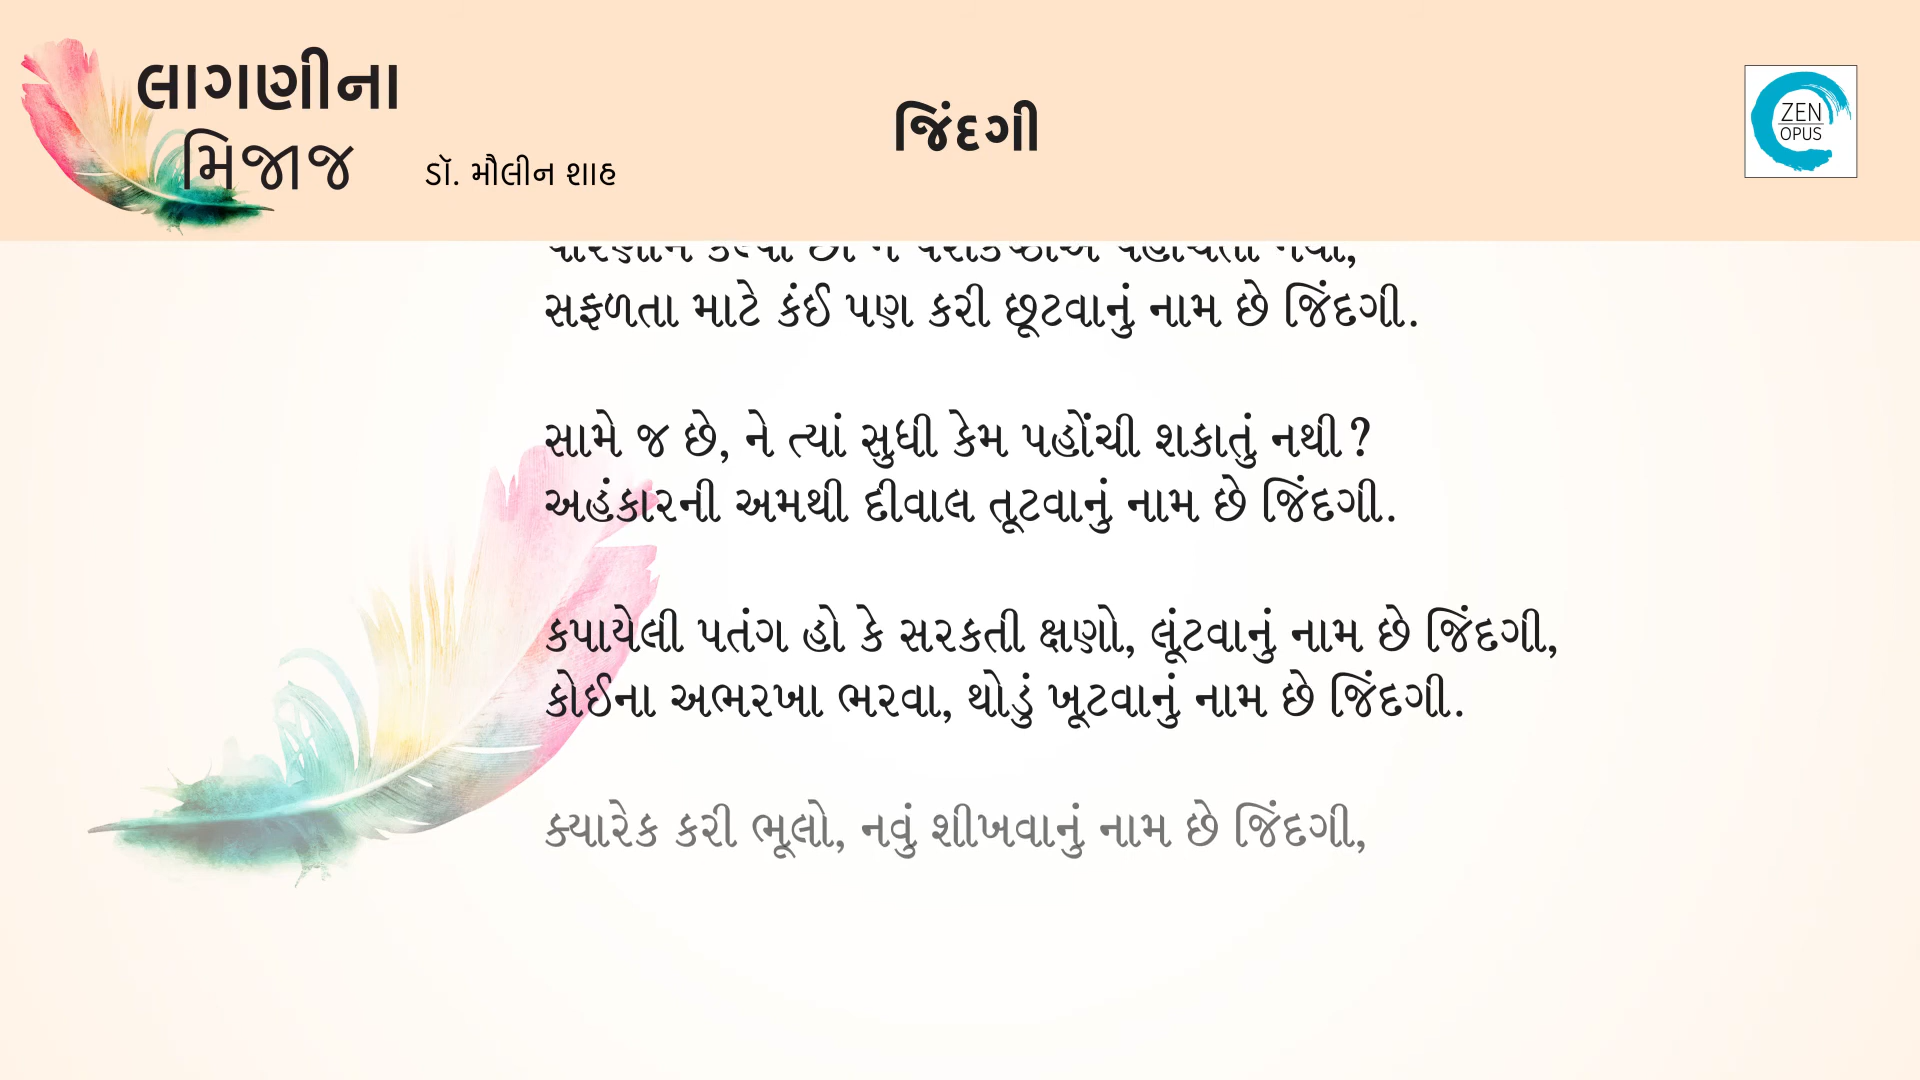 લાગણીના
મિજાજ
ડૉ. મૌલીન શાહ
જિંદગી
ZEN
OPUS
સફળતા માટે કંઈ પણ કરી છૂટવાનું નામ છે જિંદગી.
સામે જ છે, ને ત્યાં સુધી કેમ પહોંચી શકાતું નથી?
અહંકારની અમથી દીવાલ તૂટવાનું નામ છે જિંદગી.
કપાયેલી પતંગ હો કે સરકતી ક્ષણો, લૂંટવાનું નામ છે જિંદગી,
કોઈના અભરખા ભરવા, થોડું ખૂટવાનું નામ છે જિંદગી.
ક્યારેક કરી ભૂલો, નવું શીખવાનું નામ છે જિંદગી,